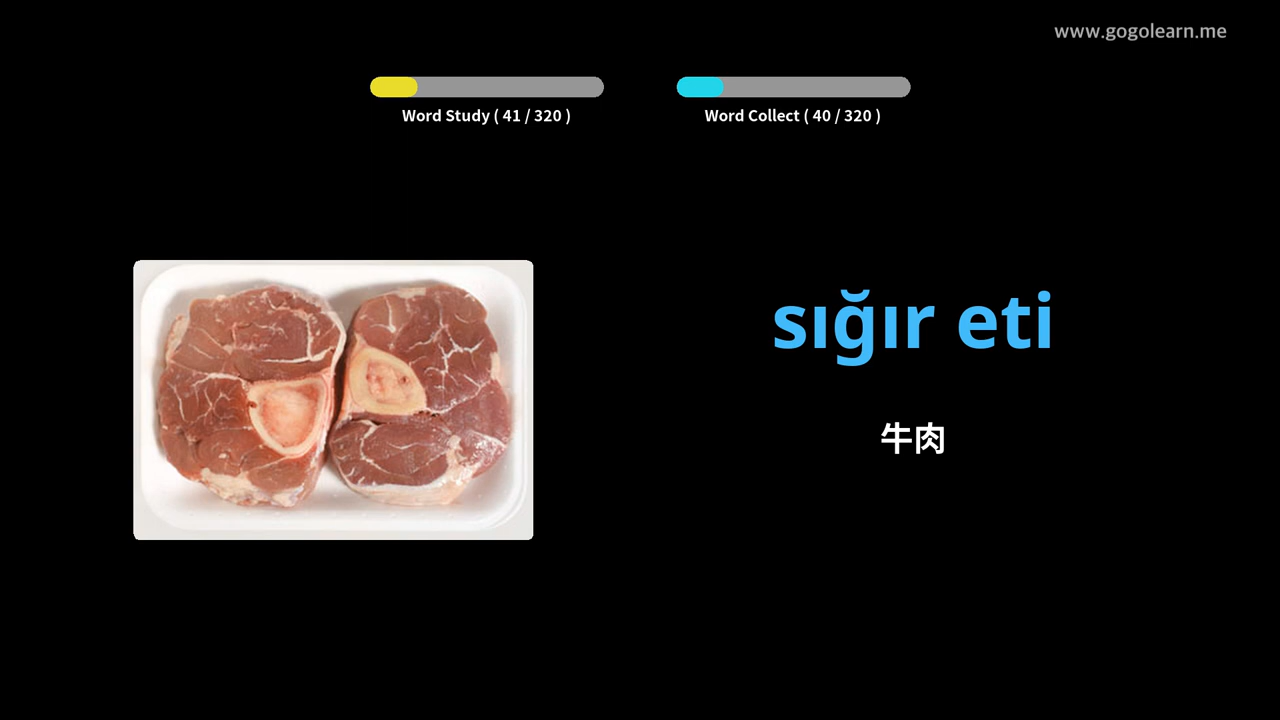 www.gogolearn.me
Word Study ( 41 / 320 )
Word Collect ( 40 / 320 )
sığır eti
牛肉